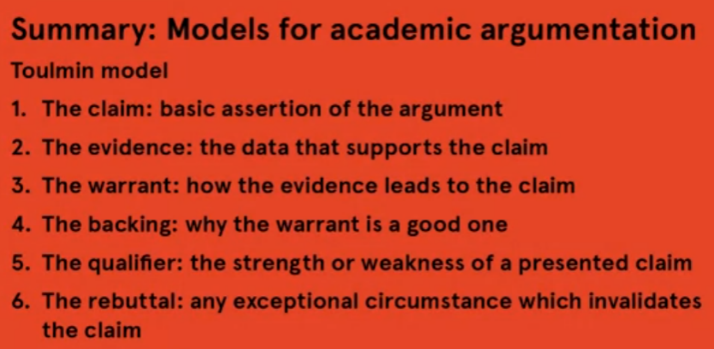 Summary: Models for academic argumentation
Toulmin model
1. The claim: basic assertion of the argument
2. The evidence: the data that supports the claim
3. The warrant: how the evidence leads to the claim
4. The backing: why the warrant is a good one
5. The qualifier: the strength or weakness of a presented claim
6. The rebuttal: any exceptional circumstance which invalidates
the claim